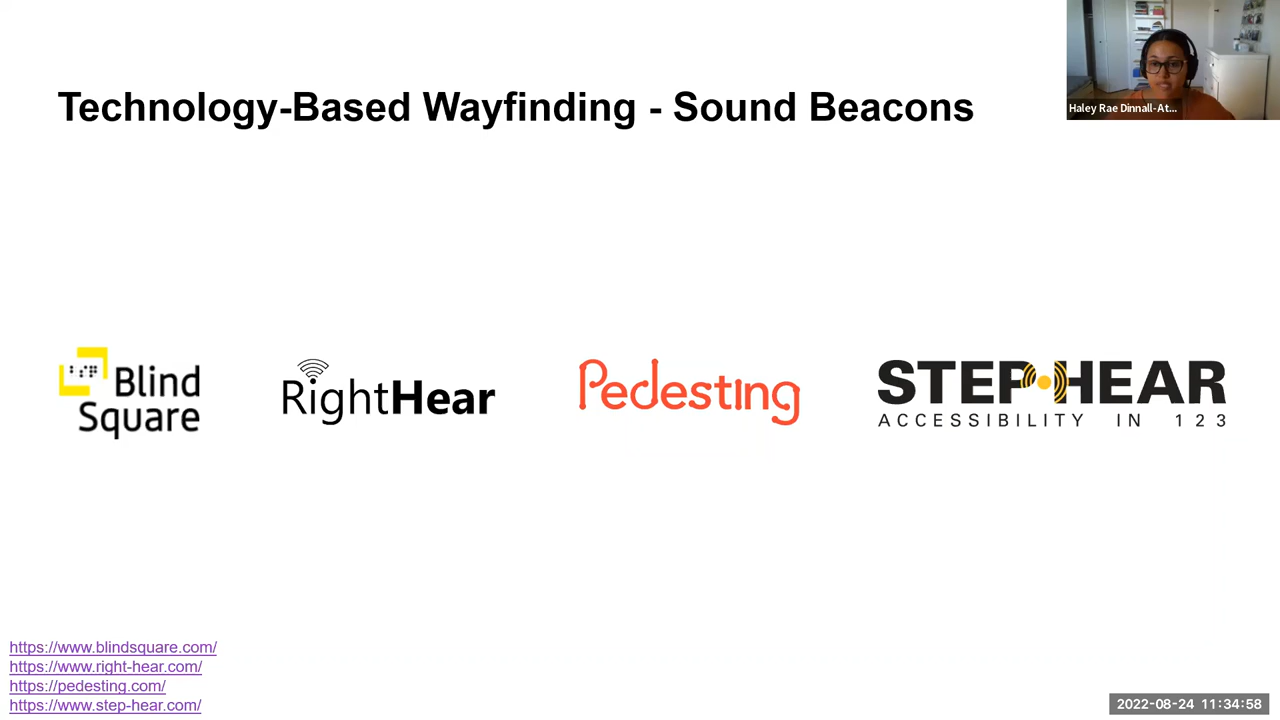 Technology-Based Wayfinding - Sound Beacons
Haley Rae Dinnall-At...
Blind
Square
RightHear
Pedesting
STEP-HEAR
ACCESSIBILITY IN 123
https://www.blindsquare.com/
https://www.right-hear.com/
https://pedesting.com/
https://www.step-hear.com/
2022-08-24 11:34:58